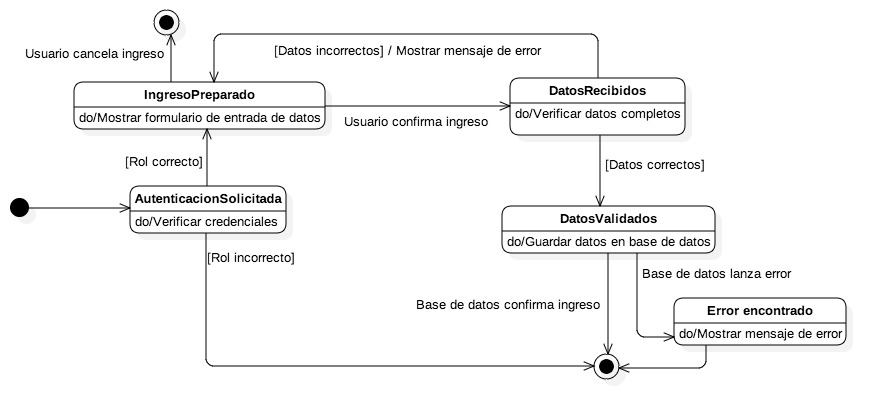 Usuario cancela ingreso
[Datos incorrectos] / Mostrar mensaje de error
IngresoPreparado
do/Mostrar formulario de entrada de datos
Usuario confirma ingreso
DatosRecibidos
do/Verificar datos completos
[Rol correcto]
[Datos correctos]
AutenticacionSolicitada
do/Verificar credenciales
DatosValidados
do/Guardar datos en base de datos
[Rol incorrecto]
Base de datos lanza error
Base de datos confirma ingreso
Error encontrado
do/Mostrar mensaje de error